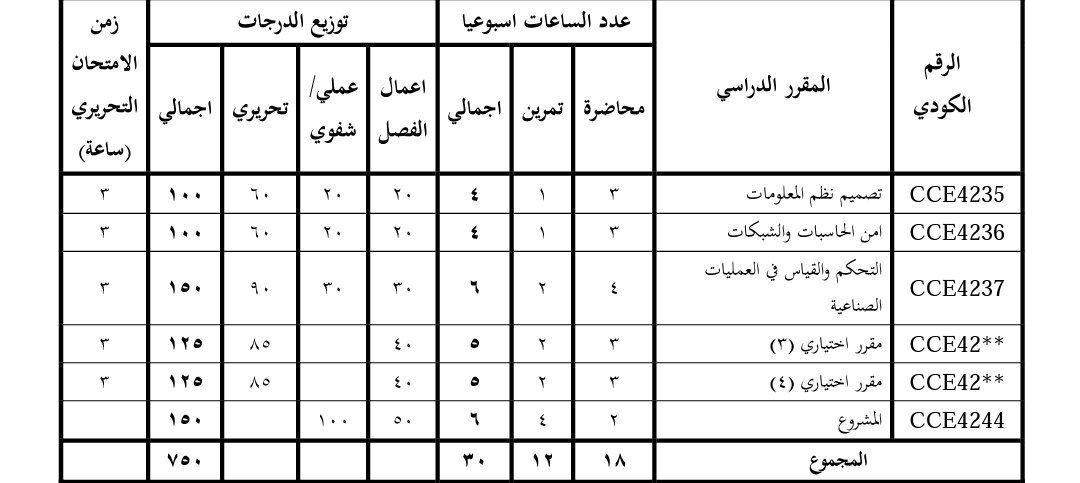 الرقم الكودي | المقرر الدراسي | عدد الساعات اسبوعيا | توزيع الدرجات | زمن الامتحان التحريري (ساعة)
محاضرة | تمرين | اجمالي | اعمال الفصل | عملي/ شفوي | تحريري | اجمالي
CCE4235 | تصميم نظم المعلومات | ٣ | ١ | ٤ | ٢٠ | ٢٠ | ٦٠ | ١٠٠ | ٣
CCE4236 | امن الحاسبات والشبكات | ٣ | ١ | ٤ | ٢٠ | ٢٠ | ٦٠ | ١٠٠ | ٣
CCE4237 | التحكم والقياس في العمليات الصناعية | ٤ | ٢ | ٦ | ٣٠ | ٣٠ | ٩٠ | ١٥٠ | ٣
CCE42** | مقرر اختياري (٣) | ٣ | ٢ | ٥ | ٤٠ | | ٨٥ | ١٢٥ | ٣
CCE42** | مقرر اختياري (٤) | ٣ | ٢ | ٥ | ٤٠ | | ٨٥ | ١٢٥ | ٣
CCE4244 | المشروع | ٢ | ٤ | ٦ | ٥٠ | ١٠٠ | | ١٥٠ |
المجموع | ١٨ | ١٢ | ٣٠ | | | | ٧٥٠ |